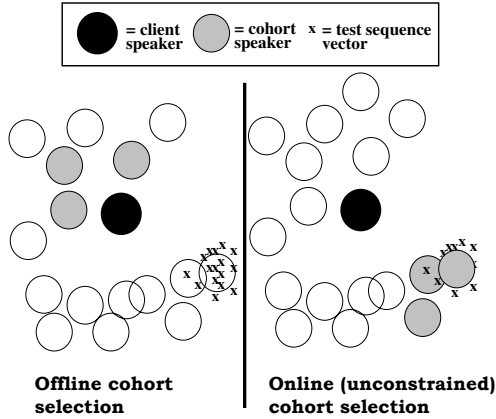 = client speaker
= cohort speaker
x = test sequence vector
Offline cohort
selection
Online (unconstrained)
cohort selection